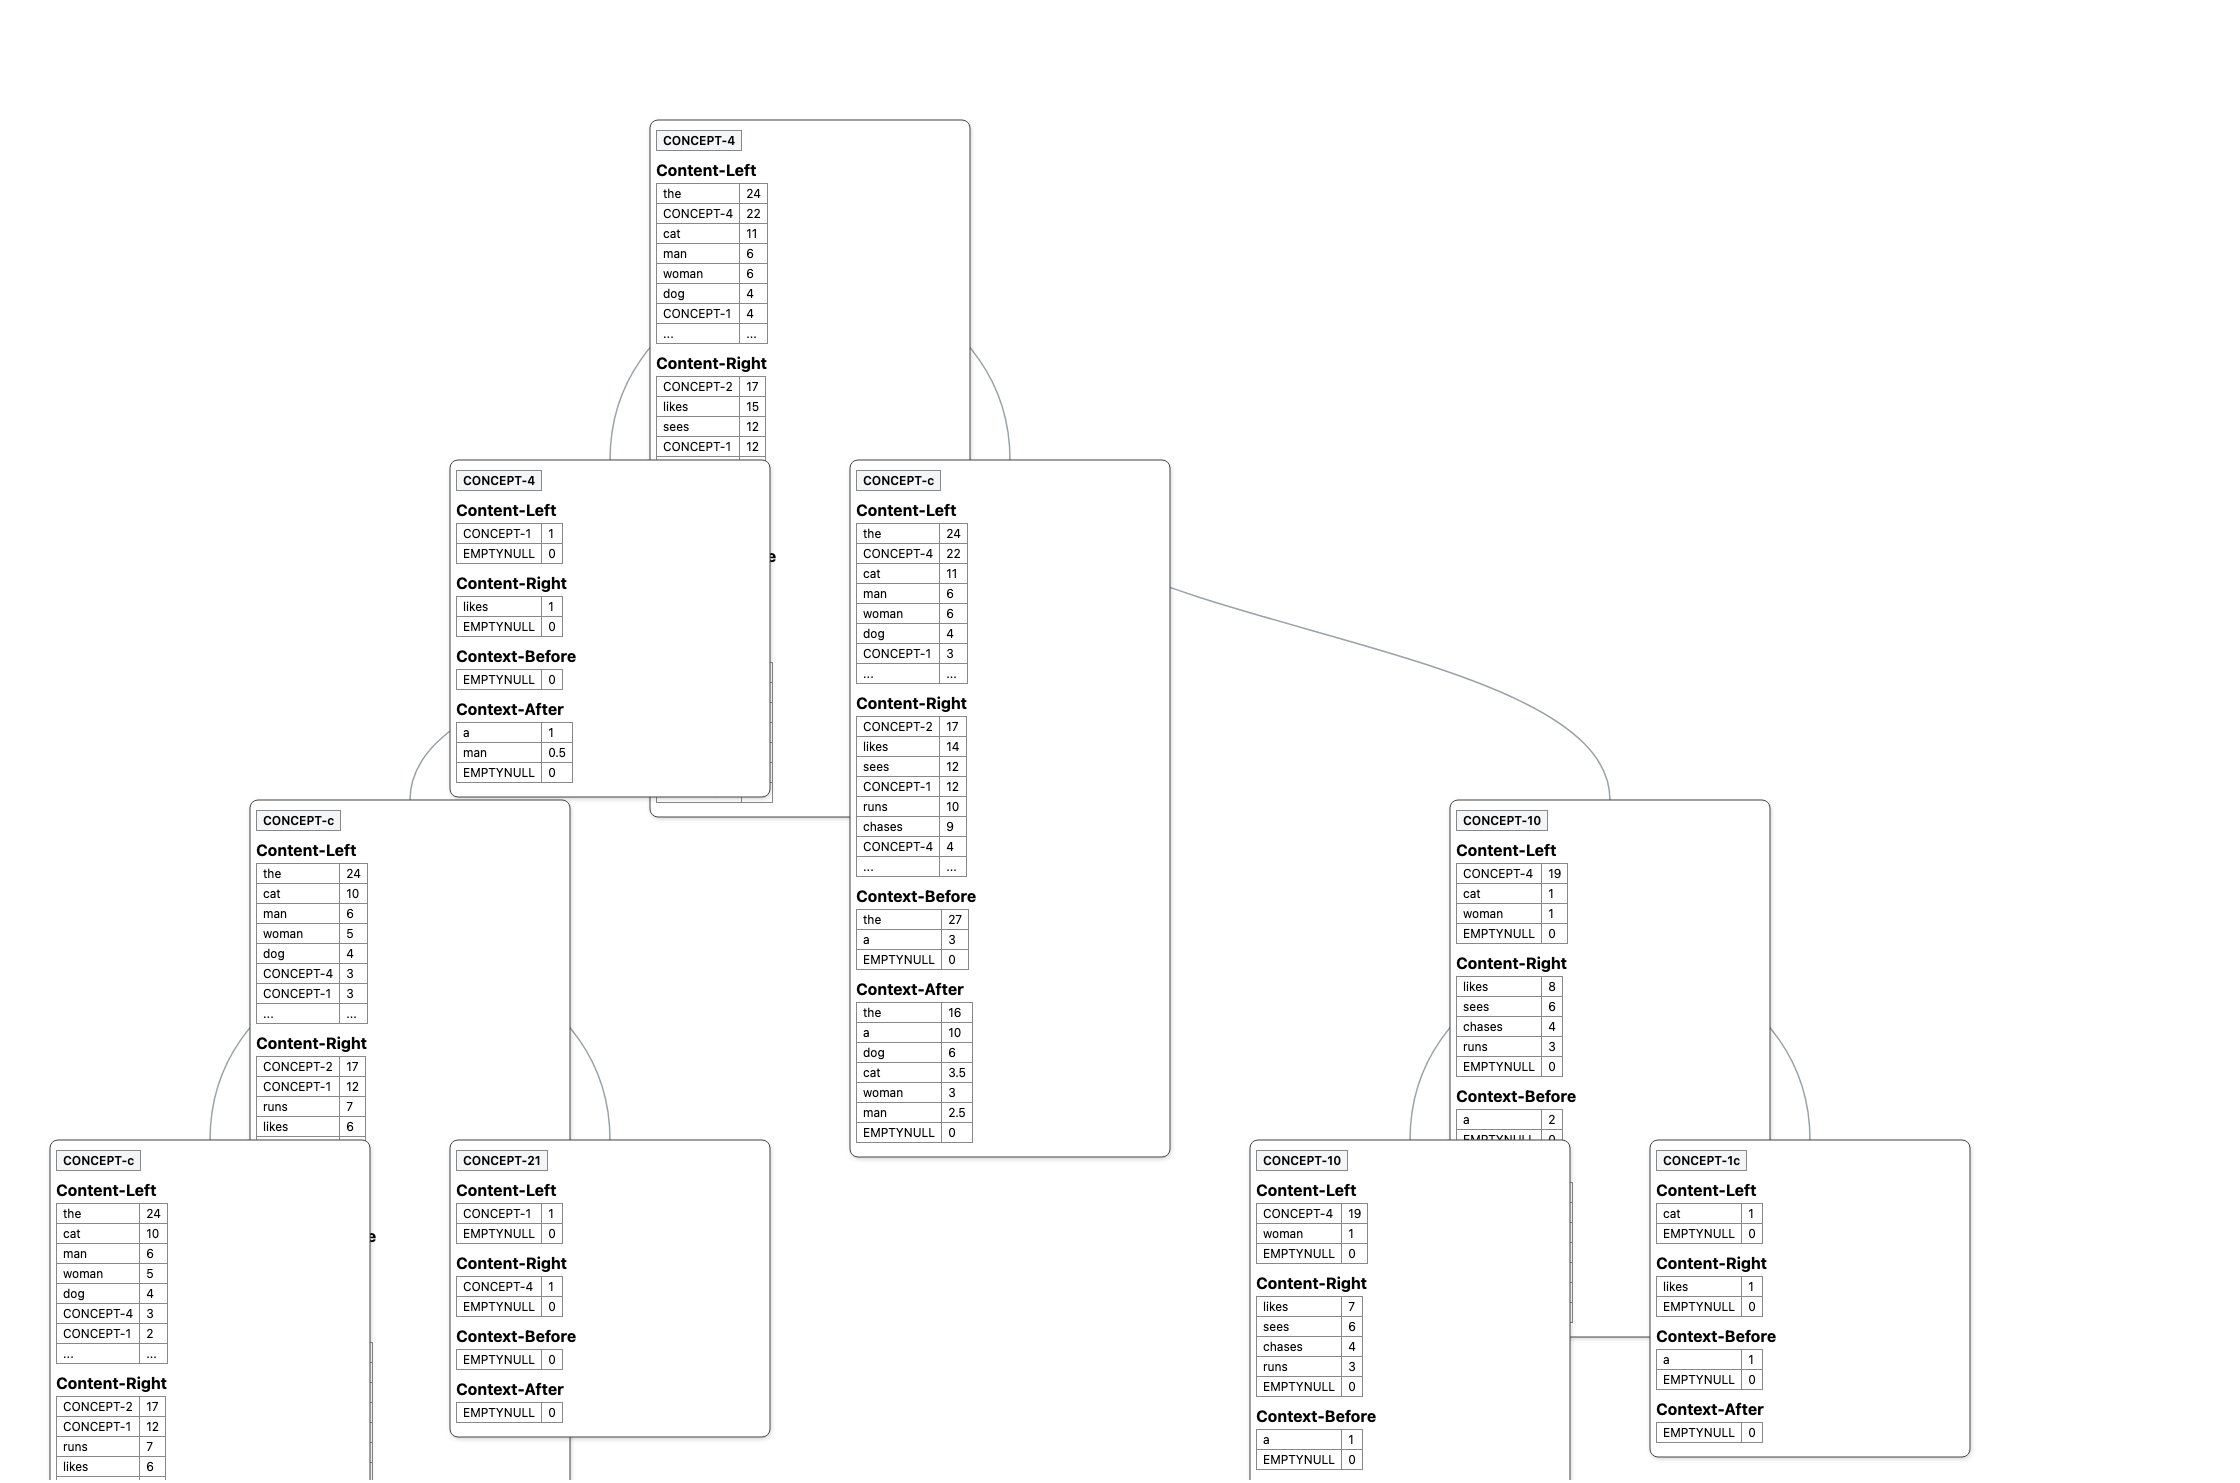 CONCEPT-4
Content-Left
the 24
CONCEPT-4 22
cat 11
man 6
woman 6
dog 4
CONCEPT-1 4
... ...
Content-Right
CONCEPT-2 17
likes 15
sees 12
CONCEPT-1 12
CONCEPT-4
Content-Left
CONCEPT-1 1
EMPTYNULL 0
Content-Right
likes 1
EMPTYNULL 0
Context-Before
EMPTYNULL 0
Context-After
a 1
man 0.5
EMPTYNULL 0
e
CONCEPT-c
Content-Left
the 24
CONCEPT-4 22
cat 11
man 6
woman 6
dog 4
CONCEPT-1 3
... ...
Content-Right
CONCEPT-2 17
likes 14
sees 12
CONCEPT-1 12
runs 10
chases 9
CONCEPT-4 4
... ...
Context-Before
the 27
a 3
EMPTYNULL 0
Context-After
the 16
a 10
dog 6
cat 3.5
woman 3
man 2.5
EMPTYNULL 0
CONCEPT-c
Content-Left
the 24
cat 10
man 6
woman 5
dog 4
CONCEPT-4 3
CONCEPT-1 3
... ...
Content-Right
CONCEPT-2 17
CONCEPT-1 12
runs 7
likes 6
CONCEPT-10
Content-Left
CONCEPT-4 19
cat 1
woman 1
EMPTYNULL 0
Content-Right
likes 8
sees 6
chases 4
runs 3
EMPTYNULL 0
Context-Before
a 2
EMPTYNULL 0
CONCEPT-c
Content-Left
the 24
cat 10
man 6
woman 5
dog 4
CONCEPT-4 3
CONCEPT-1 2
... ...
Content-Right
CONCEPT-2 17
CONCEPT-1 12
runs 7
likes 6
e
CONCEPT-21
Content-Left
CONCEPT-1 1
EMPTYNULL 0
Content-Right
CONCEPT-4 1
EMPTYNULL 0
Context-Before
EMPTYNULL 0
Context-After
EMPTYNULL 0
CONCEPT-10
Content-Left
CONCEPT-4 19
woman 1
EMPTYNULL 0
Content-Right
likes 7
sees 6
chases 4
runs 3
EMPTYNULL 0
Context-Before
a 1
EMPTYNULL 0
CONCEPT-1c
Content-Left
cat 1
EMPTYNULL 0
Content-Right
likes 1
EMPTYNULL 0
Context-Before
a 1
EMPTYNULL 0
Context-After
EMPTYNULL 0